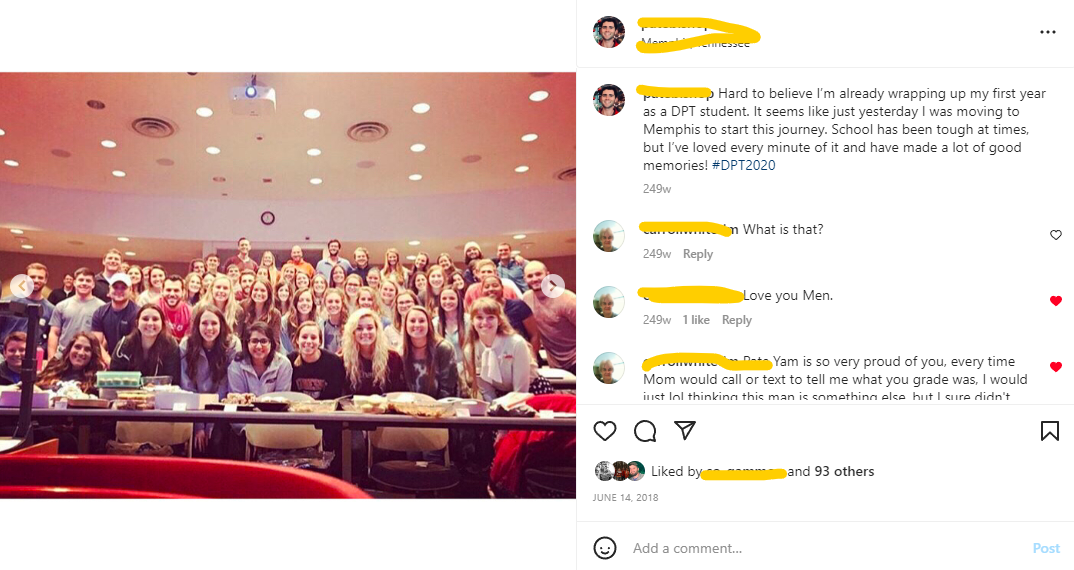 Hard to believe I'm already wrapping up my first year
as a DPT student. It seems like just yesterday I was moving to
Memphis to start this journey. School has been tough at times,
but I've loved every minute of it and have made a lot of good
memories! #DPT2020
249w
What is that?
249w Reply
Love you Men.
249w 1 like Reply
Yam is so very proud of you, every time
Mom would call or text to tell me what you grade was, I would
just lol thinking this man is something else, but I sure didn't
Liked by and 93 others
JUNE 14, 2018
Add a comment... Post